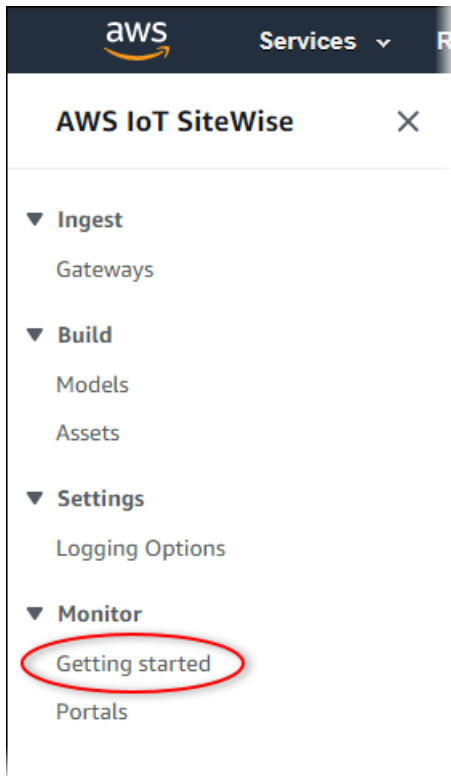 aws Services
AWS IoT SiteWise
Ingest
Gateways
Build
Models
Assets
Settings
Logging Options
Monitor
Getting started
Portals